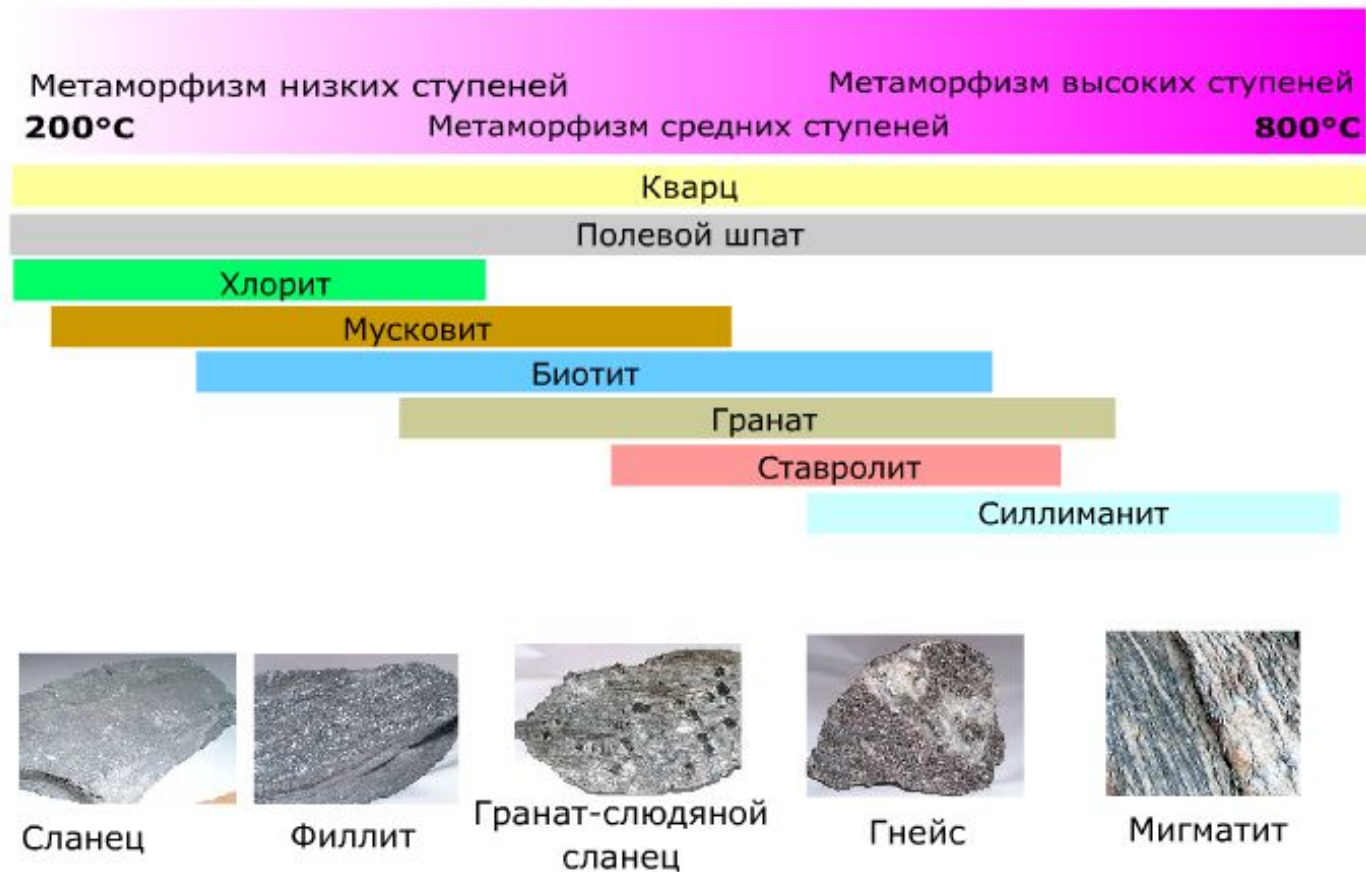 Метаморфизм низких ступеней
Метаморфизм высоких ступеней
200°C
Метаморфизм средних ступеней
800°C
Кварц
Полевой шпат
Хлорит
Мусковит
Биотит
Гранат
Ставролит
Силлиманит
Сланец
Филлит
Гранат-слюдяной
сланец
Гнейс
Мигматит